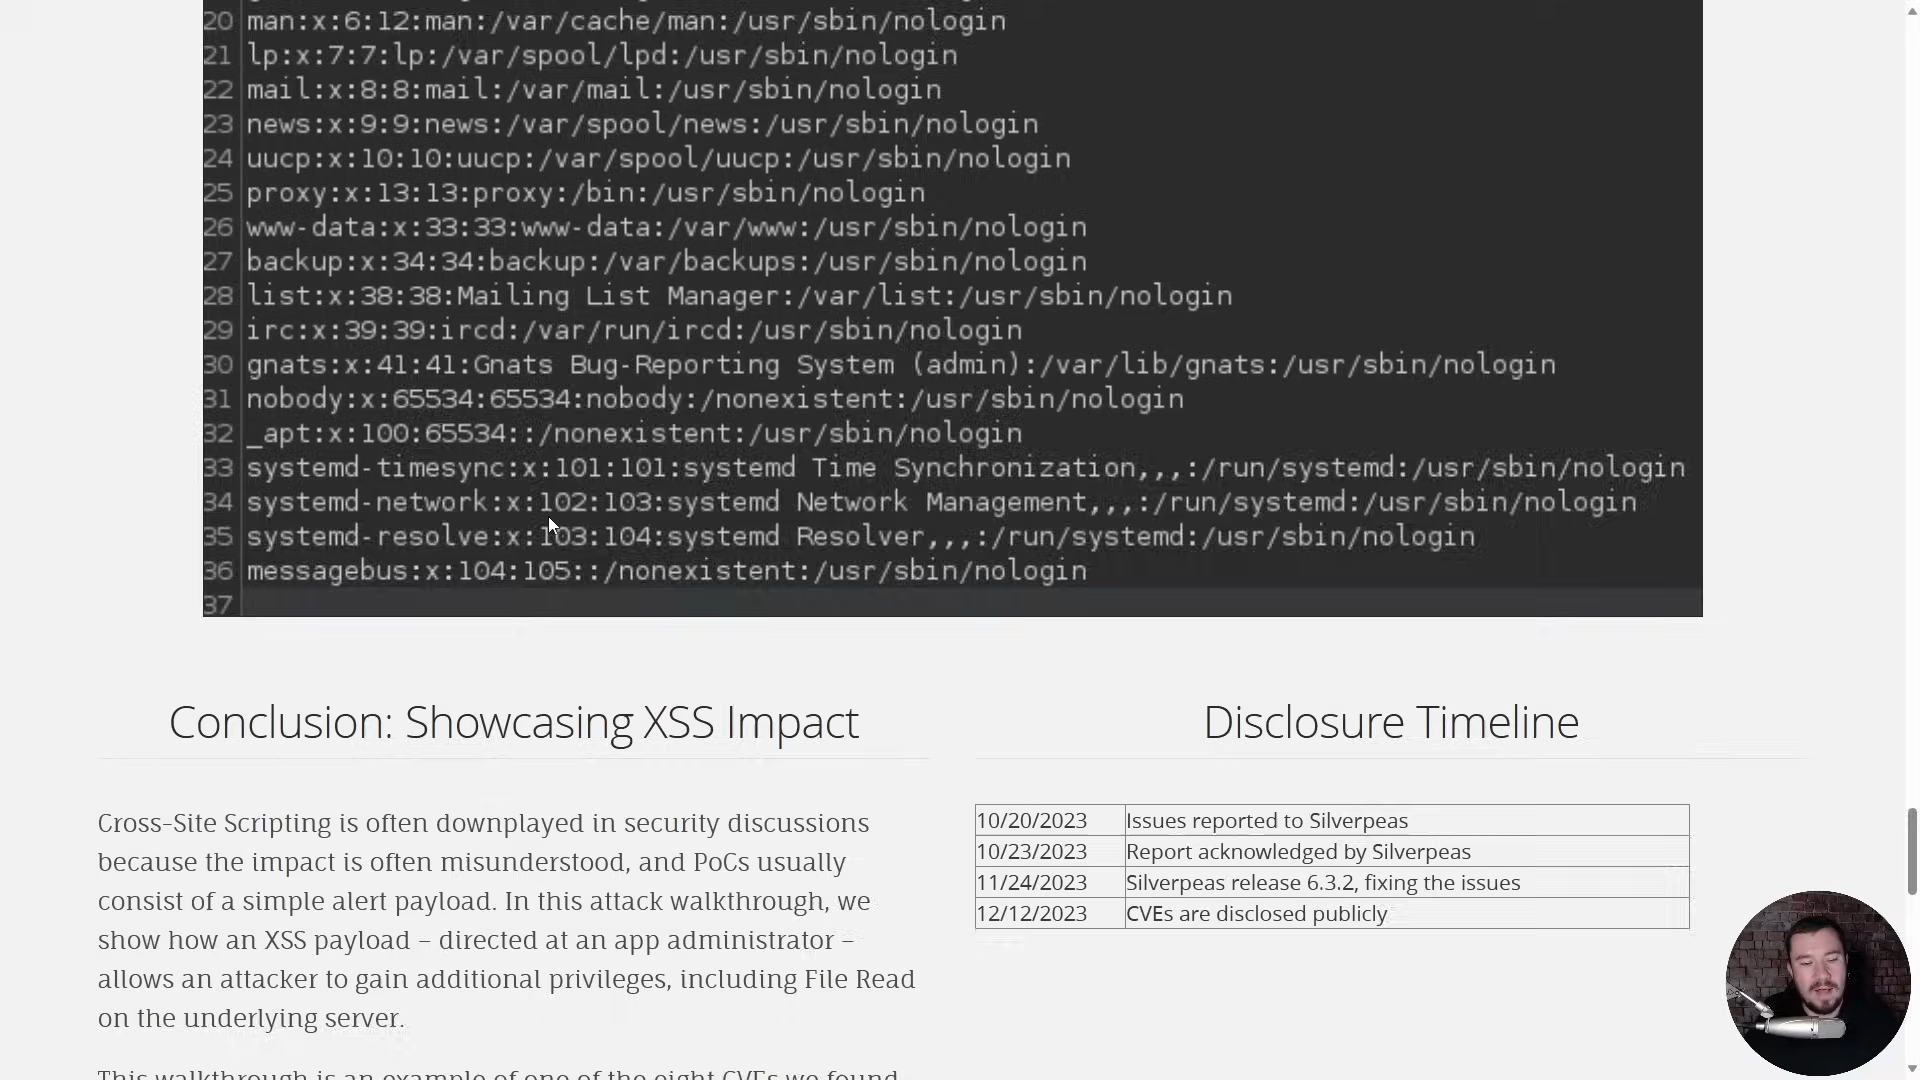 20 man:x:6:12:man:/var/cache/man:/usr/sbin/nologin
21 lp:x:7:7:lp:/var/spool/lpd:/usr/sbin/nologin
22 mail:x:8:8:mail:/var/mail:/usr/sbin/nologin
23 news:x:9:9:news:/var/spool/news:/usr/sbin/nologin
24 uucp:x:10:10:uucp:/var/spool/uucp:/usr/sbin/nologin
25 proxy:x:13:13:proxy:/bin:/usr/sbin/nologin
26 www-data:x:33:33:www-data:/var/www:/usr/sbin/nologin
27 backup:x:34:34:backup:/var/backups:/usr/sbin/nologin
28 list:x:38:38:Mailing List Manager:/var/list:/usr/sbin/nologin
29 irc:x:39:39:ircd:/var/run/ircd:/usr/sbin/nologin
30 gnats:x:41:41:Gnats Bug-Reporting System (admin):/var/lib/gnats:/usr/sbin/nologin
31 nobody:x:65534:65534:nobody:/nonexistent:/usr/sbin/nologin
32 _apt:x:100:65534::/nonexistent:/usr/sbin/nologin
33 systemd-timesync:x:101:101:systemd Time Synchronization,,,:/run/systemd:/usr/sbin/nologin
34 systemd-network:x:102:103:systemd Network Management,,,:/run/systemd:/usr/sbin/nologin
35 systemd-resolve:x:103:104:systemd Resolver,,,:/run/systemd:/usr/sbin/nologin
36 messagebus:x:104:105::/nonexistent:/usr/sbin/nologin
37
Conclusion: Showcasing XSS Impact
Cross-Site Scripting is often downplayed in security discussions
because the impact is often misunderstood, and PoCs usually
consist of a simple alert payload. In this attack walkthrough, we
show how an XSS payload – directed at an app administrator –
allows an attacker to gain additional privileges, including File Read
on the underlying server.
This walkthrough is an example of one of the eight CVEs we found
Disclosure Timeline
10/20/2023 Issues reported to Silverpeas
10/23/2023 Report acknowledged by Silverpeas
11/24/2023 Silverpeas release 6.3.2, fixing the issues
12/12/2023 CVEs are disclosed publicly